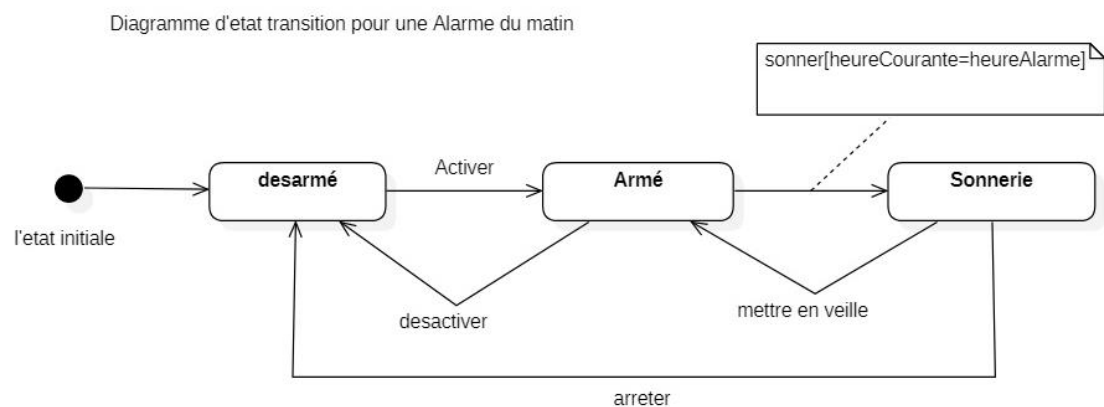 Diagramme d'etat transition pour une Alarme du matin
sonner[heureCourante=heureAlarme]
desarmé
Activer
Armé
Sonnerie
l'etat initiale
desactiver
mettre en veille
arreter